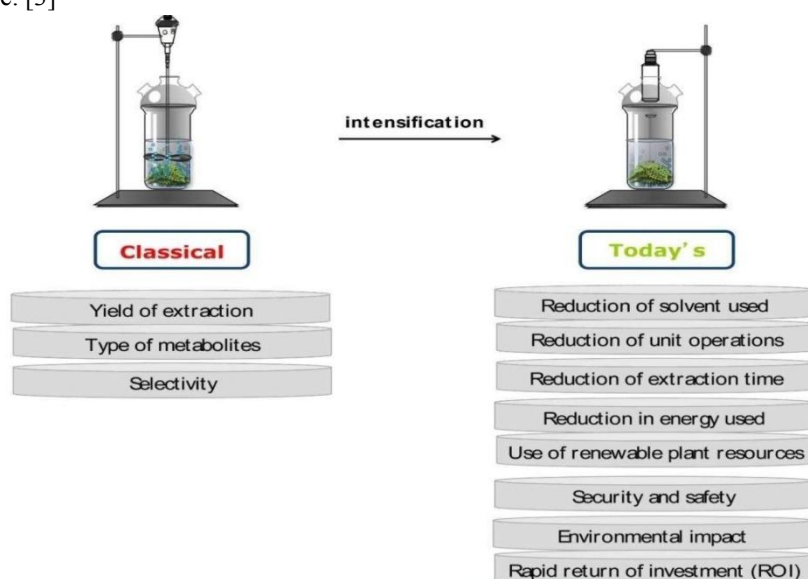 c. [5]
intensification
Classical
Yield of extraction
Type of metabolites
Selectivity
Today's
Reduction of solvent used
Reduction of unit operations
Reduction of extraction time
Reduction in energy used
Use of renewable plant resources
Security and safety
Environmental impact
Rapid return of investment (ROI)